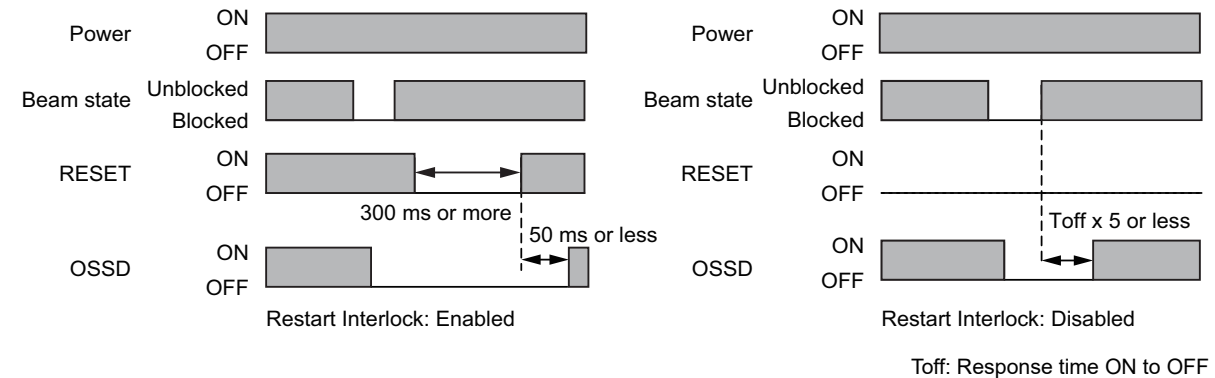 Power
ON
OFF
Beam state
Unblocked
Blocked
RESET
ON
OFF
300 ms or more
50 ms or less
OSSD
ON
OFF
Restart Interlock: Enabled
Power
ON
OFF
Beam state
Unblocked
Blocked
RESET
ON
OFF
Toff x 5 or less
OSSD
ON
OFF
Restart Interlock: Disabled
Toff: Response time ON to OFF